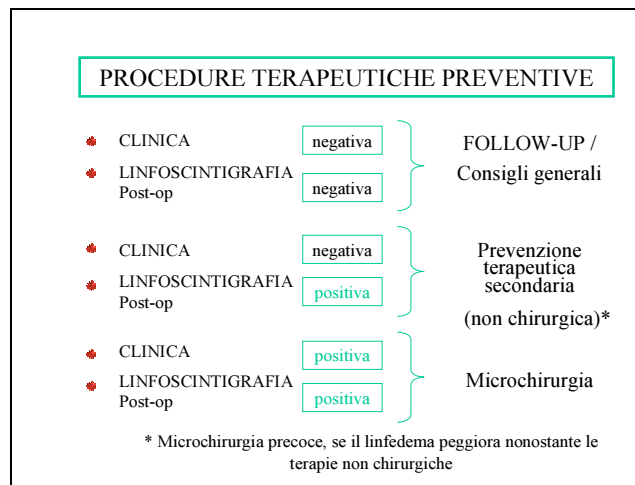 PROCEDURE TERAPEUTICHE PREVENTIVE
CLINICA negativa
LINFOSCINTIGRAFIA
Post-op negativa
FOLLOW-UP /
Consigli generali
CLINICA negativa
LINFOSCINTIGRAFIA
Post-op positiva
Prevenzione
terapeutica
secondaria
(non chirurgica)*
CLINICA positiva
LINFOSCINTIGRAFIA
Post-op positiva
Microchirurgia
* Microchirurgia precoce, se il linfedema peggiora nonostante le
terapie non chirurgiche